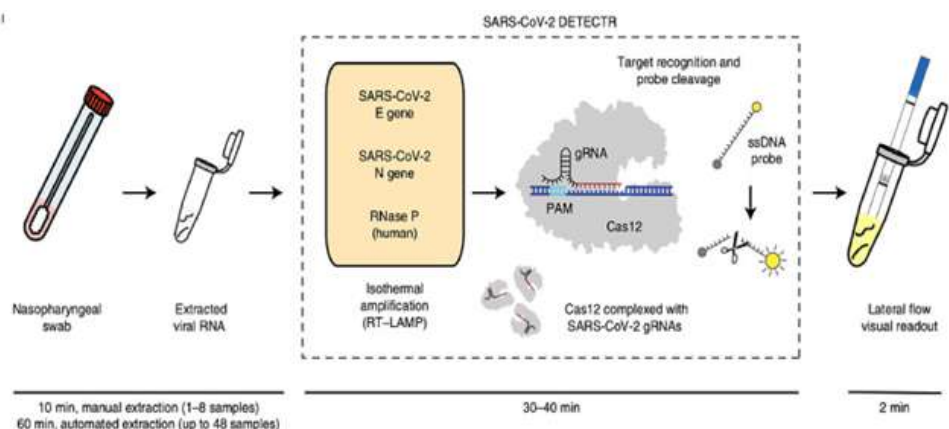 SARS-CoV-2 DETECTR
SARS-CoV-2
E gene
SARS-CoV-2
N gene
RNase P
(human)
Target recognition and
probe cleavage
gRNA
PAM
Cas12
ssDNA
probe
Nasopharyngeal
swab
Extracted
viral RNA
Isothermal
amplification
(RT–LAMP)
Cas12 complexed with
SARS-CoV-2 gRNAs
Lateral flow
visual readout
10 min, manual extraction (1–8 samples)
60 min, automated extraction (up to 48 samples)
30–40 min
2 min